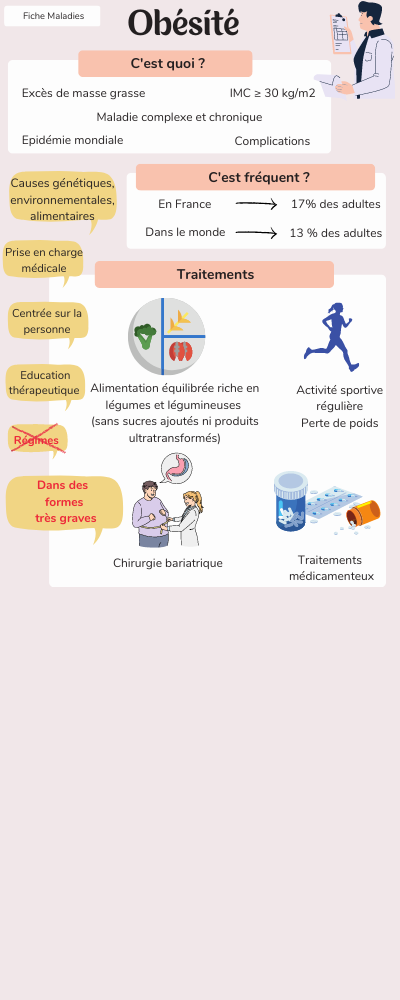 Fiche Maladies
Obésité
C'est quoi ?
Excès de masse grasse
IMC ≥ 30 kg/m2
Maladie complexe et chronique
Epidémie mondiale
Complications
C'est fréquent ?
En France
17% des adultes
Dans le monde
13 % des adultes
Causes génétiques,
environnementales,
alimentaires
Prise en charge
médicale
Centrée sur la
personne
Education
thérapeutique
Régimes
Dans des
formes
très graves
Traitements
Alimentation équilibrée riche en
légumes et légumineuses
(sans sucres ajoutés ni produits
ultratransformés)
Activité sportive
régulière
Perte de poids
Chirurgie bariatrique
Traitements
médicamenteux